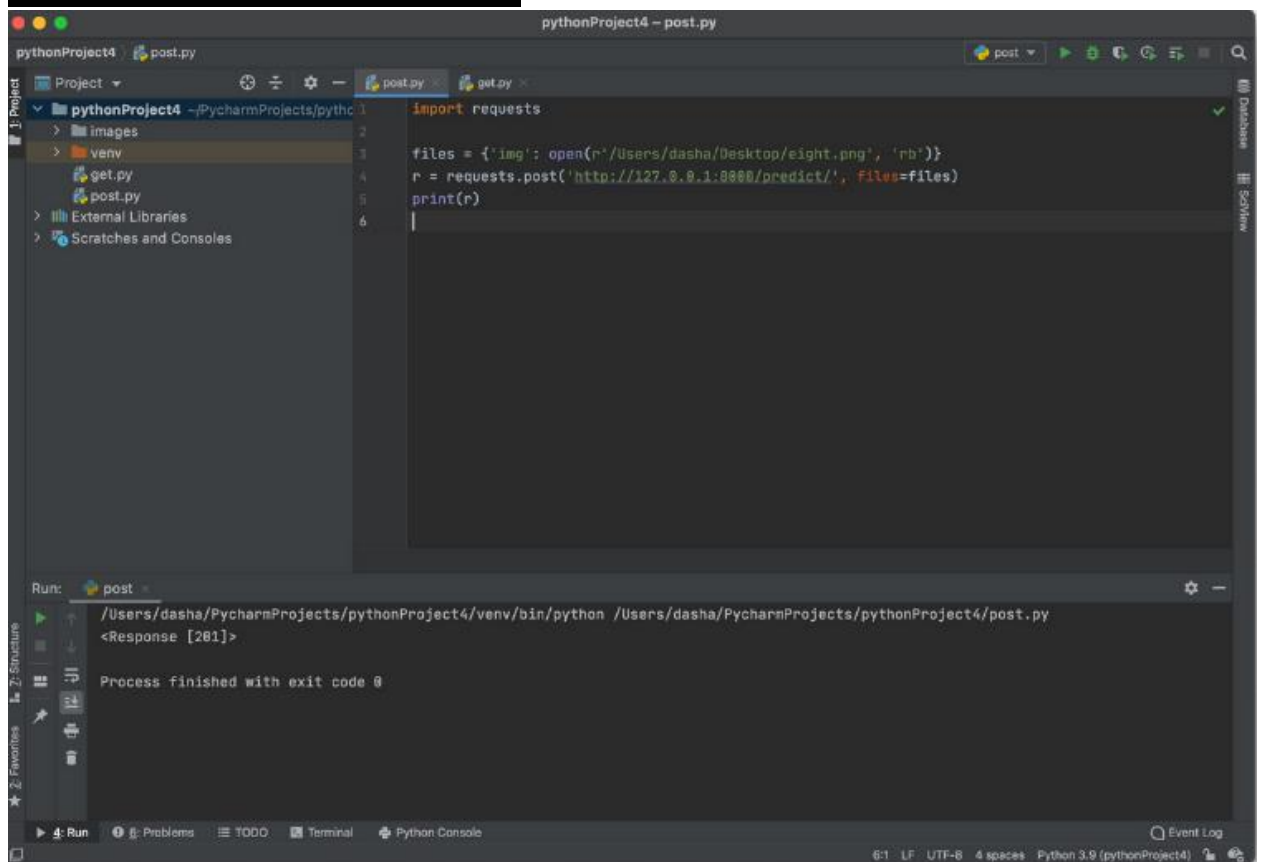 pythonProject4 – post.py
pythonProject4 post.py
post
1: Project
Project
post.py
get.py
pythonProject4 ~/PycharmProjects/pythc
images
venv
get.py
post.py
External Libraries
Scratches and Consoles
1 import requests
2
3 files = {'img': open(r'/Users/dasha/Desktop/eight.png', 'rb')}
4 r = requests.post('http://127.0.0.1:8000/predict/', files=files)
5 print(r)
6
Database
SciView
Run: post
/Users/dasha/PycharmProjects/pythonProject4/venv/bin/python /Users/dasha/PycharmProjects/pythonProject4/post.py
<Response [201]>
Process finished with exit code 0
7: Structure
2: Favorites
4: Run 6: Problems TODO Terminal Python Console Event Log
6:1 LF UTF-8 4 spaces Python 3.9 (pythonProject4)